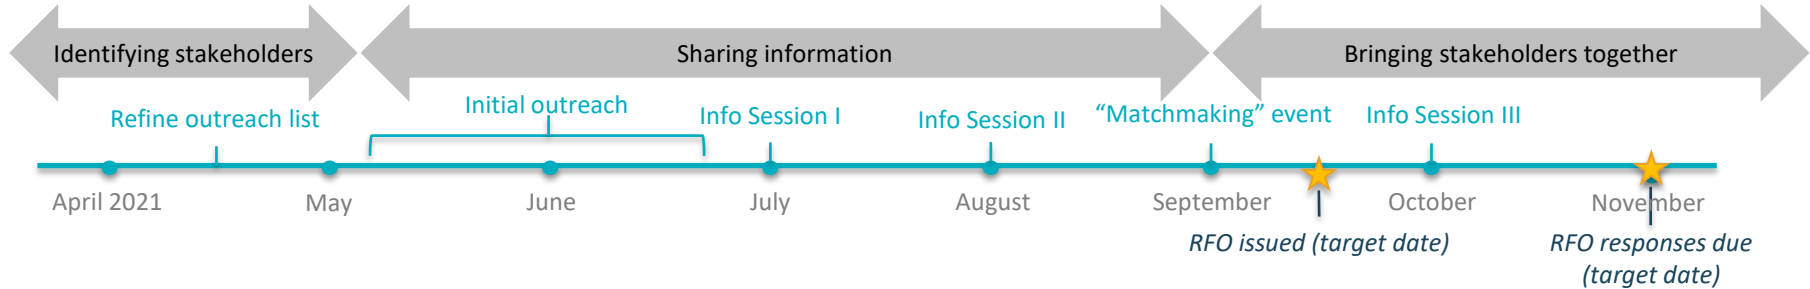 Identifying stakeholders
Sharing information
Bringing stakeholders together
Refine outreach list
Initial outreach
Info Session I
Info Session II
“Matchmaking” event
Info Session III
April 2021
May
June
July
August
September
October
November
RFO issued (target date)
RFO responses due
(target date)